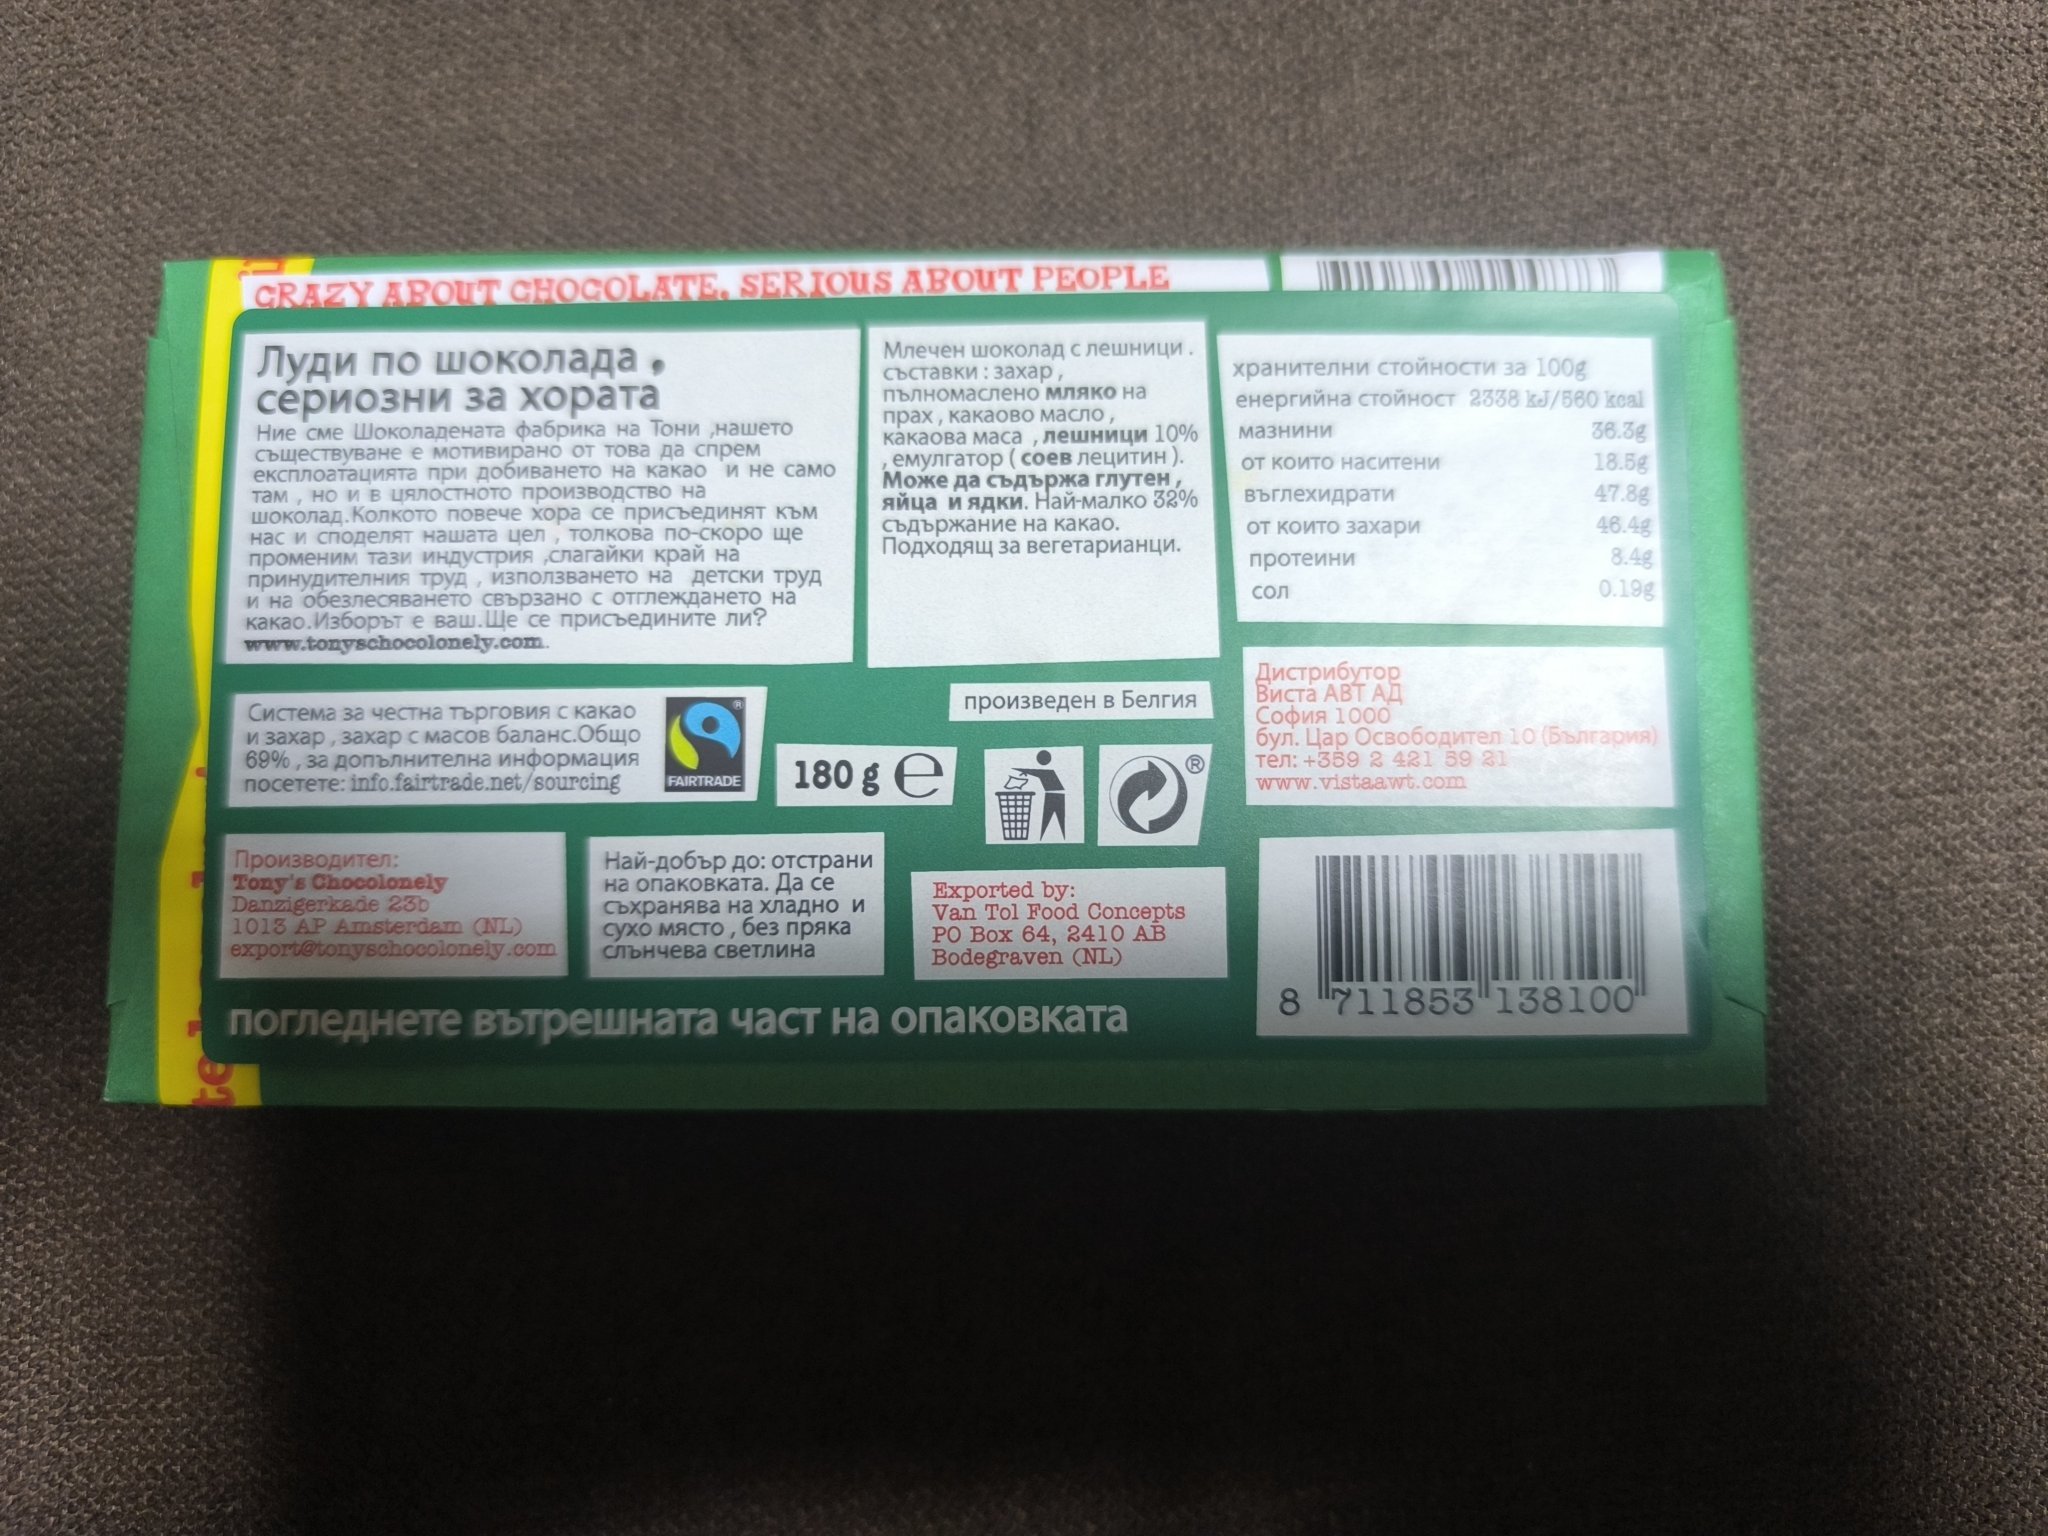 CRAZY ABOUT CHOCOLATE, SERIOUS ABOUT PEOPLE
Луди по шоколада ,
сериозни за хората
Ние сме Шоколадената фабрика на Тони ,нашето
съществуване е мотивирано от това да спрем
експлоатацията при добиването на какао и не само
там , но и в цялостното производство на
шоколад.Колкото повече хора се присъединят към
нас и споделят нашата цел , толкова по-скоро ще
променим тази индустрия ,слагайки край на
принудителния труд , използването на детски труд
и на обезлесяването свързано с отглеждането на
какао.Изборът е ваш.Ще се присъедините ли?
www.tonyschocolonely.com.
Млечен шоколад с лешници .
съставки : захар ,
пълномаслено мляко на
прах , какаово масло ,
какаова маса , лешници 10%
, емулгатор ( соев лецитин ).
Може да съдържа глутен ,
яйца и ядки. Най-малко 32%
съдържание на какао.
Подходящ за вегетарианци.
хранителни стойности за 100g
енергийна стойност 2338 kJ/560 kcal
мазнини 36.3g
от които наситени 18.5g
въглехидрати 47.8g
от които захари 46.4g
протеини 8.4g
сол 0.19g
Система за честна търговия с какао
и захар , захар с масов баланс.Общо
69% , за допълнителна информация
посетете: info.fairtrade.net/sourcing
®
FAIRTRADE
произведен в Белгия
180 g e
®
Дистрибутор
Виста АВТ АД
София 1000
бул. Цар Освободител 10 (България)
тел: +359 2 421 59 21
www.vistaawt.com
Производител:
Tony's Chocolonely
Danzigerkade 23b
1013 AP Amsterdam (NL)
export@tonyschocolonely.com
Най-добър до: отстрани
на опаковката. Да се
съхранява на хладно и
сухо място , без пряка
слънчева светлина
Exported by:
Van Tol Food Concepts
PO Box 64, 2410 AB
Bodegraven (NL)
8 711853 138100
погледнете вътрешната част на опаковката